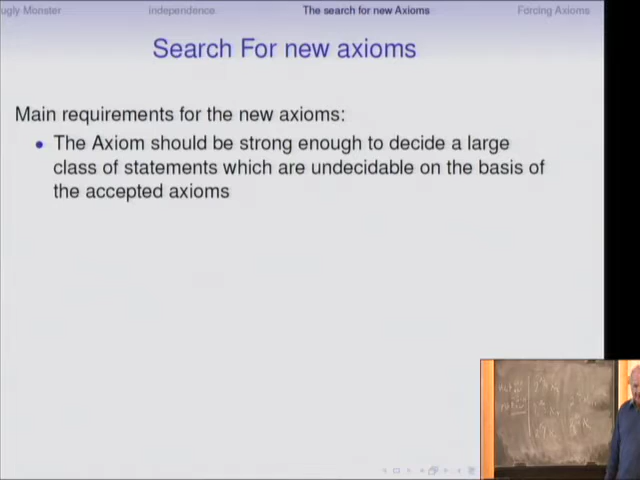 ugly Monster independence The search for new Axioms Forcing Axioms
Search For new axioms
Main requirements for the new axioms:
• The Axiom should be strong enough to decide a large
class of statements which are undecidable on the basis of
the accepted axioms